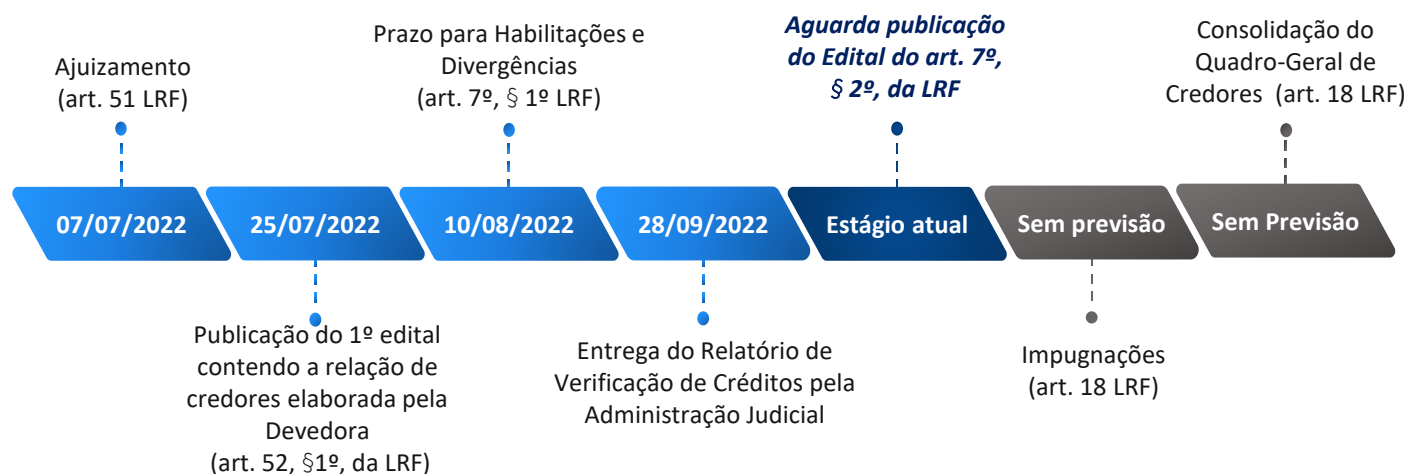 Ajuizamento
(art. 51 LRF)
Prazo para Habilitações e
Divergências
(art. 7º, § 1º LRF)
Aguarda publicação
do Edital do art. 7º,
§ 2º, da LRF
Consolidação do
Quadro-Geral de
Credores (art. 18 LRF)
07/07/2022
25/07/2022
10/08/2022
28/09/2022
Estágio atual
Sem previsão
Sem Previsão
Publicação do 1º edital
contendo a relação de
credores elaborada pela
Devedora
(art. 52, §1º, da LRF)
Entrega do Relatório de
Verificação de Créditos pela
Administração Judicial
Impugnações
(art. 18 LRF)